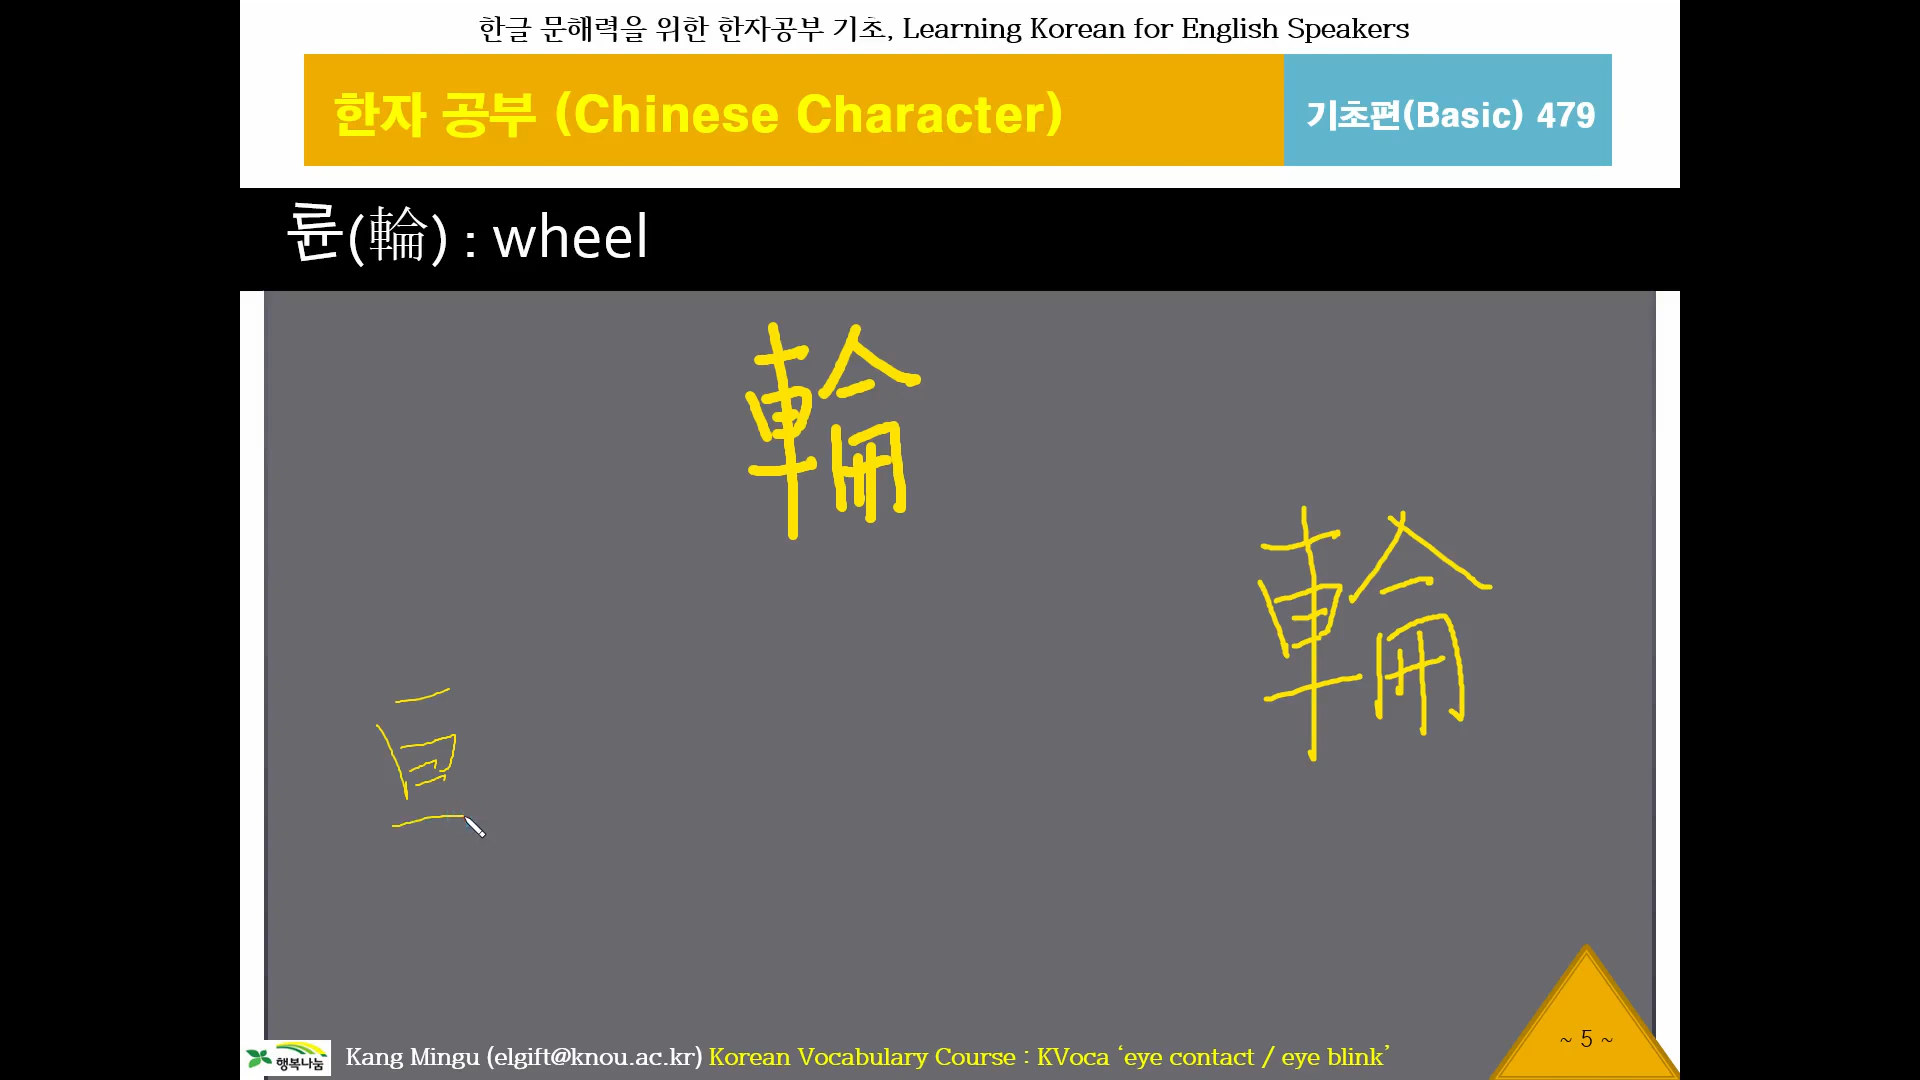 한글 문해력을 위한 한자공부 기초, Learning Korean for English Speakers
한자 공부 (Chinese Character)
기초편(Basic) 479
륜(輪) : wheel
輪
輪
~ 5 ~
행복나눔
Kang Mingu (elgift@knou.ac.kr) Korean Vocabulary Course : KVoca ‘eye contact / eye blink’